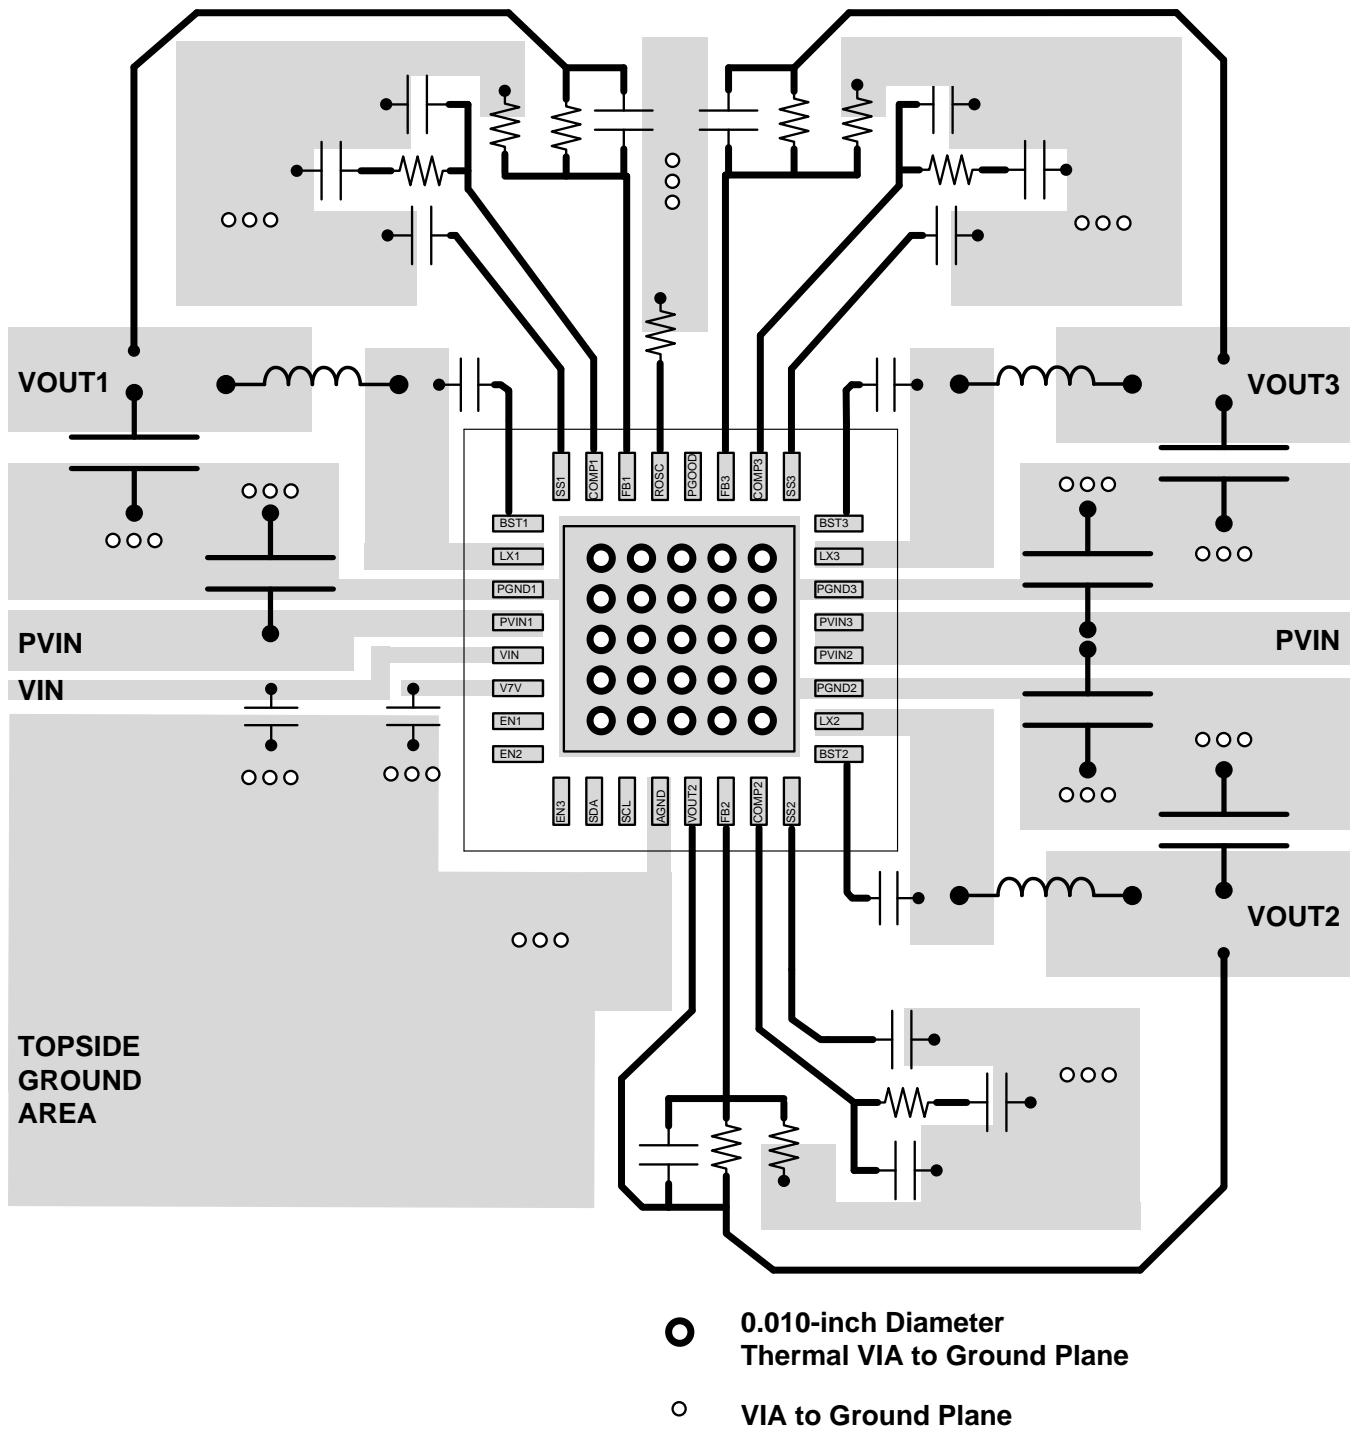 VOUT1
VOUT3
SS1
COMP1
FB1
ROSC
PGOOD
FB3
COMP3
SS3
BST1
BST3
LX1
LX3
PGND1
PGND3
PVIN1
PVIN3
PVIN
PVIN
VIN
PVIN2
VIN
V7V
PGND2
EN1
LX2
EN2
BST2
EN3
SDA
SCL
AGND
VOUT2
FB2
COMP2
SS2
VOUT2
TOPSIDE
GROUND
AREA
0.010-inch Diameter
Thermal VIA to Ground Plane
VIA to Ground Plane